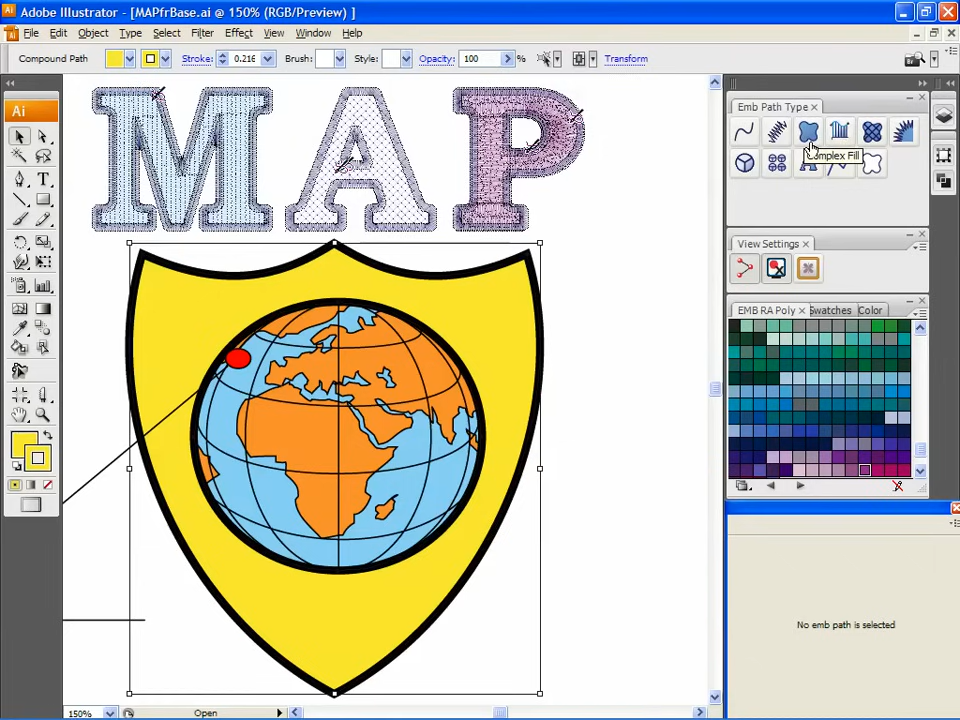 Adobe Illustrator - [MAPfrBase.ai @ 150% (RGB/Preview) ]
File Edit Object Type Select Filter Effect View Window Help
Compound Path Stroke: 0.216 Brush: Style: Opacity: 100 % Transform
Ai
MAP
Emb Path Type
Complex Fill
View Settings
EMB RA Poly Swatches Color
No emb path is selected
150% Open